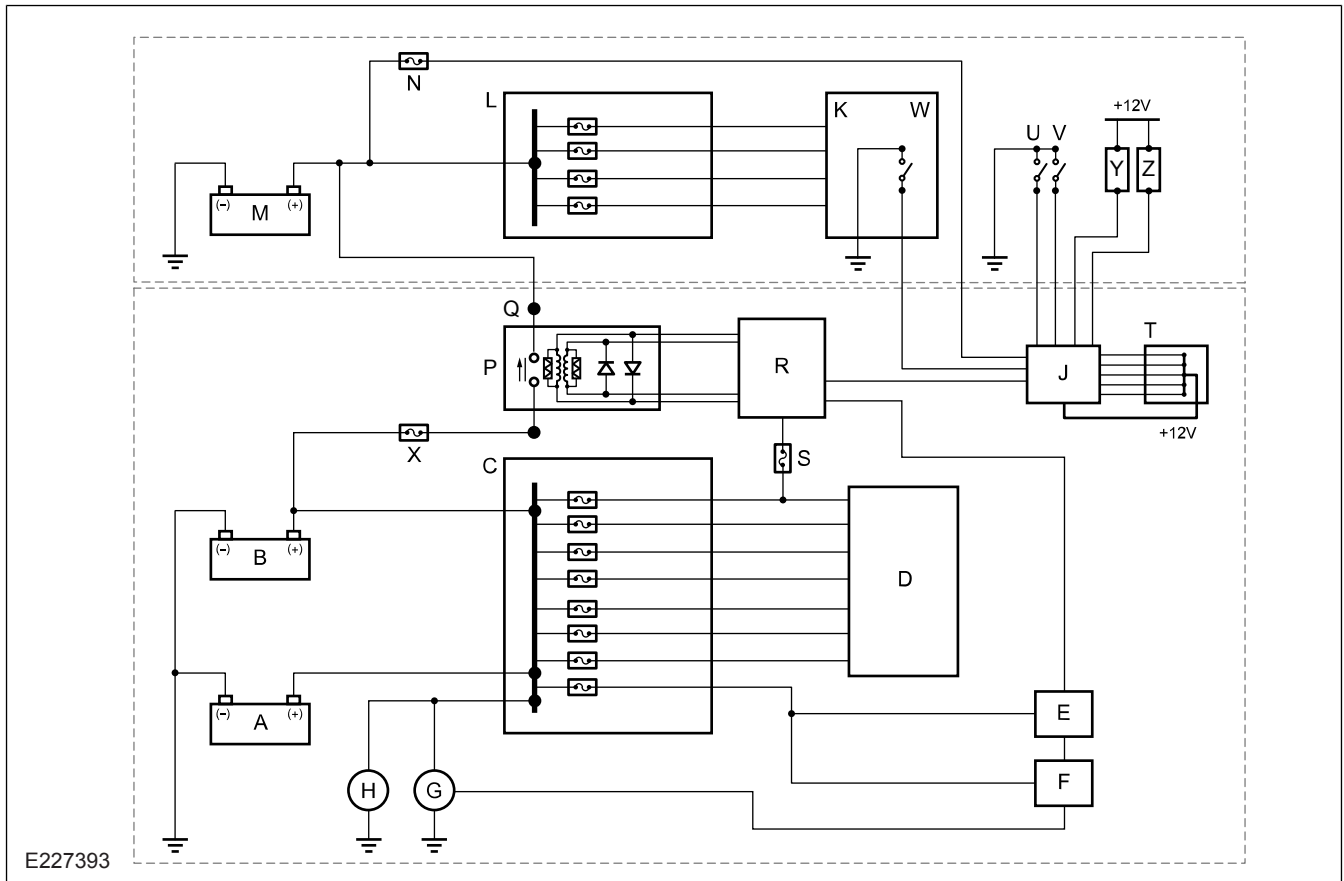 N
L
K W
+12V
U V
Y Z
(-) M (+)
Q
P
R
J
T
+12V
X
S
C
(-) B (+)
D
(-) A (+)
E
H G
F
E227393